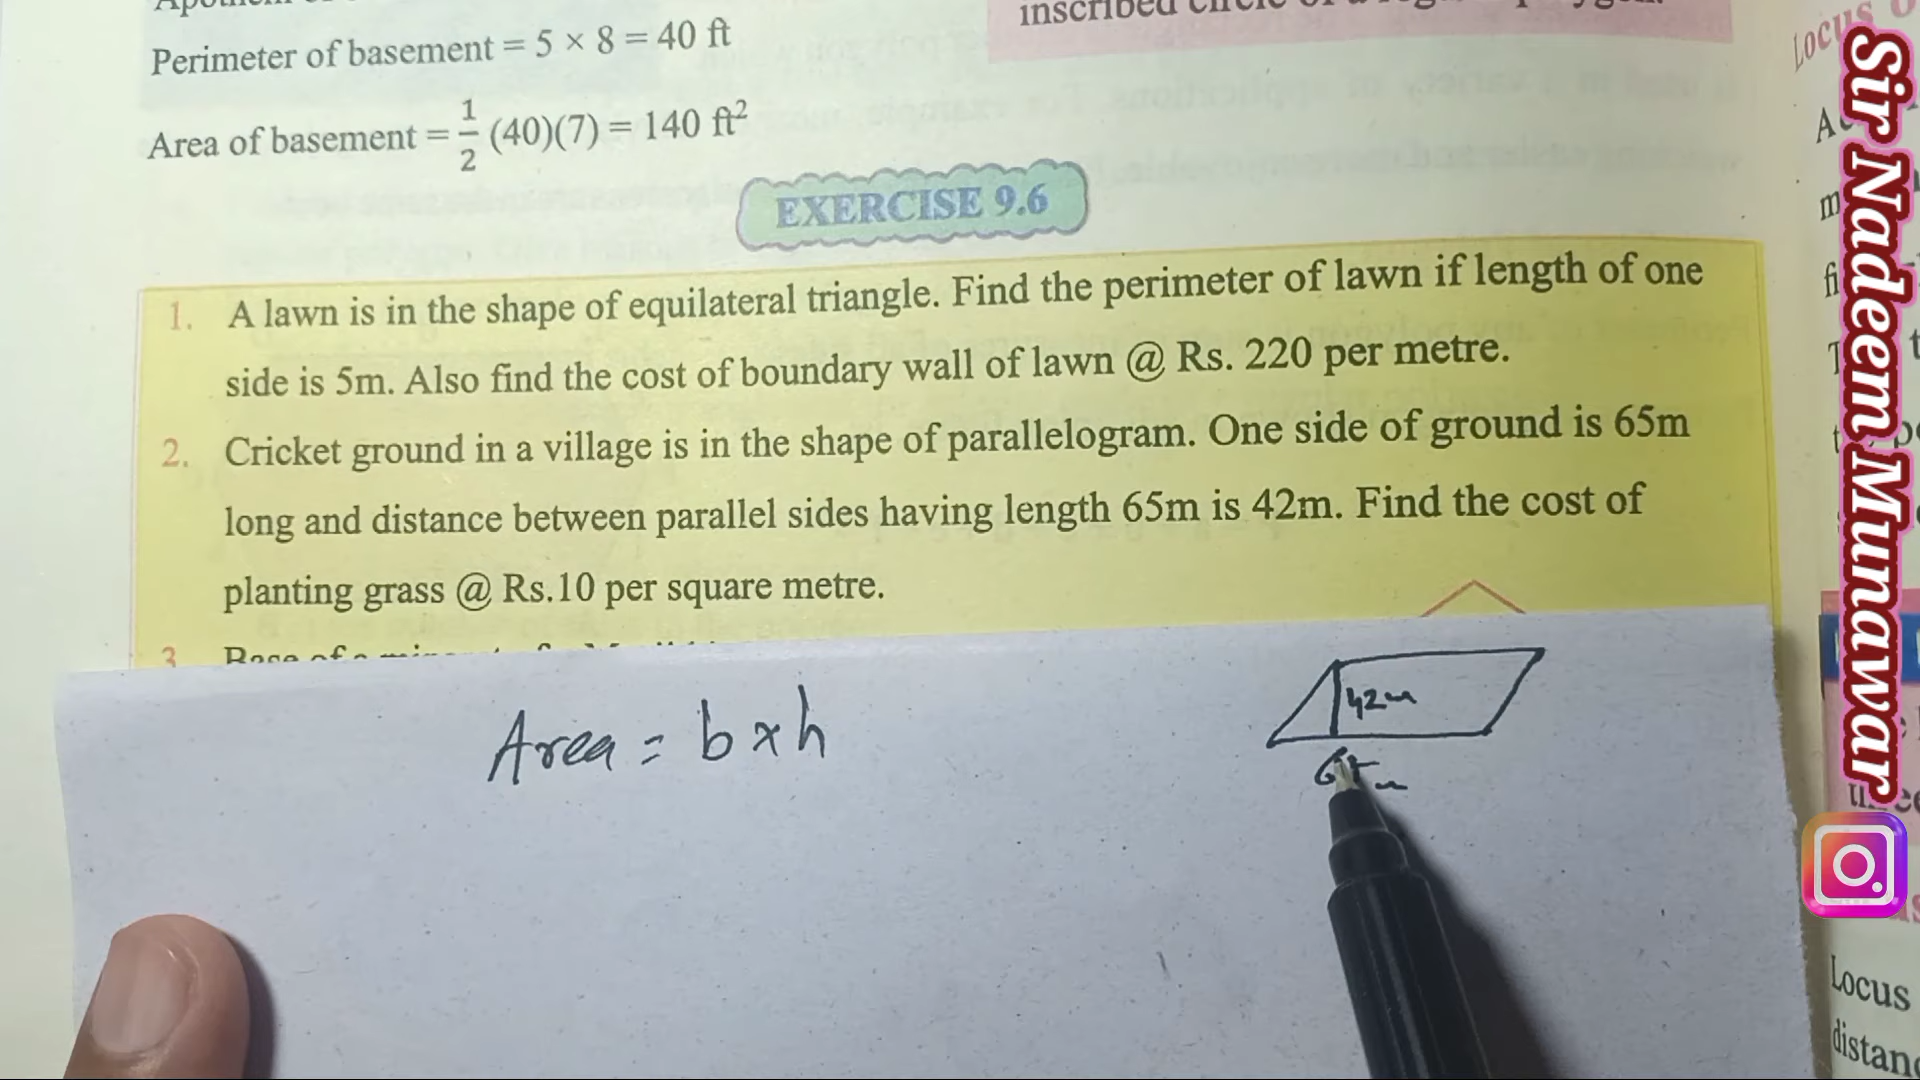 Perimeter of basement = 5 × 8 = 40 ft
inscribed circle of a
Area of basement = 1/2 (40)(7) = 140 ft²
EXERCISE 9.6
1. A lawn is in the shape of equilateral triangle. Find the perimeter of lawn if length of one
side is 5m. Also find the cost of boundary wall of lawn @ Rs. 220 per metre.
2. Cricket ground in a village is in the shape of parallelogram. One side of ground is 65m
long and distance between parallel sides having length 65m is 42m. Find the cost of
planting grass @ Rs.10 per square metre.
3
Area = b × h
42m
65m
Sir Nadeem Munawar
Locus
Locus